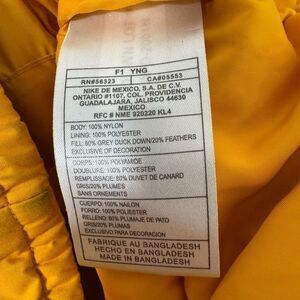 F1 YNG
RN#56323 CA#05553
NIKE DE MEXICO, S.A. DE C.V.
ONTARIO #1107, COL. PROVIDENCIA
GUADALAJARA, JALISCO 44630
MEXICO
RFC # NME 920220 KL4
BODY: 100% NYLON
LINING: 100% POLYESTER
FILL: 80% GREY DUCK DOWN/20% FEATHERS
EXCLUSIVE OF DECORATION
CORPS: 100% POLYAMIDE
DOUBLURE: 100% POLYESTER
REMPLISSAGE: 80% DUVET DE CANARD
GRIS/20% PLUMES
SANS ORNEMENTS
CUERPO: 100% NAILON
FORRO: 100% POLIESTER
RELLENO: 80% PLUMAJE DE PATO
GRIS/20% PLUMAS
EXCLUSIVO PARA DECORACION
FABRIQUE AU BANGLADESH
HECHO EN BANGLADESH
MADE IN BANGLADESH